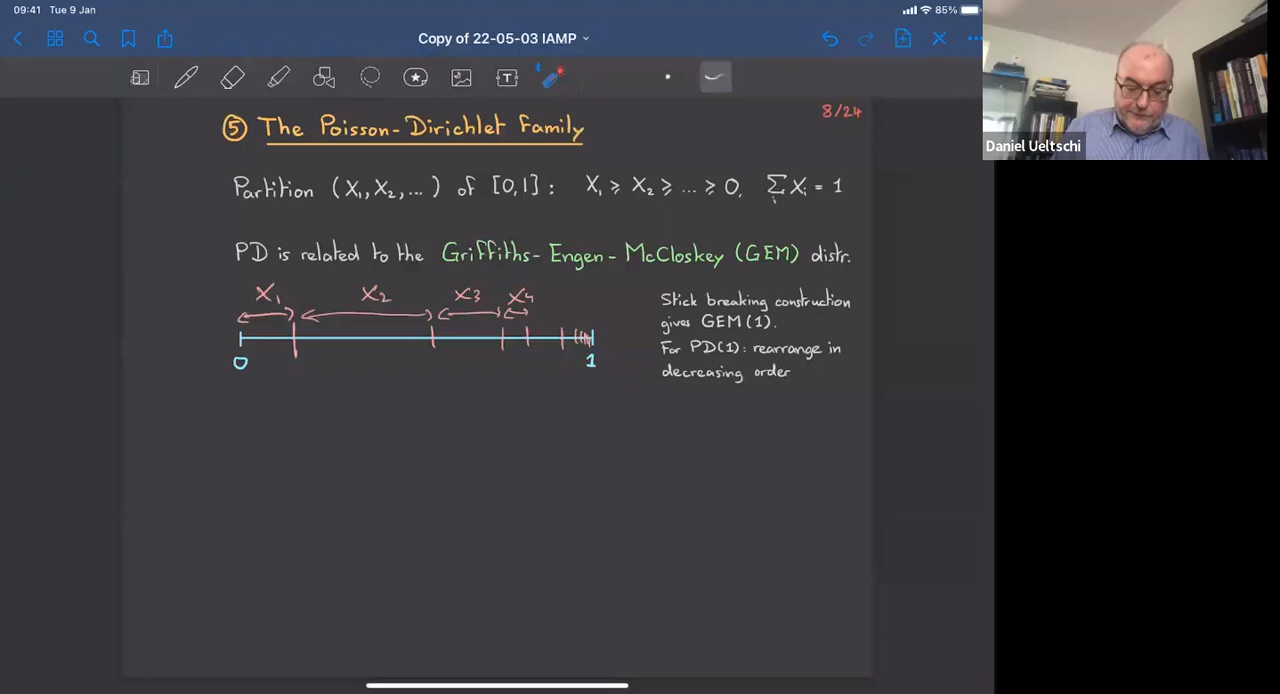 09:41 Tue 9 Jan
85%
Copy of 22-05-03 IAMP
T
Daniel Ueltschi
8/24
⑤ The Poisson-Dirichlet Family
Partition (X₁, X₂, ...) of [0,1]: X₁ ≥ X₂ ≥ ... ≥ 0, ∑ᵢ Xᵢ = 1
PD is related to the Griffiths-Engen-McCloskey (GEM) distr.
X₁ X₂ X₃ X₄
0 1
Stick breaking construction
gives GEM(1).
For PD(1): rearrange in
decreasing order